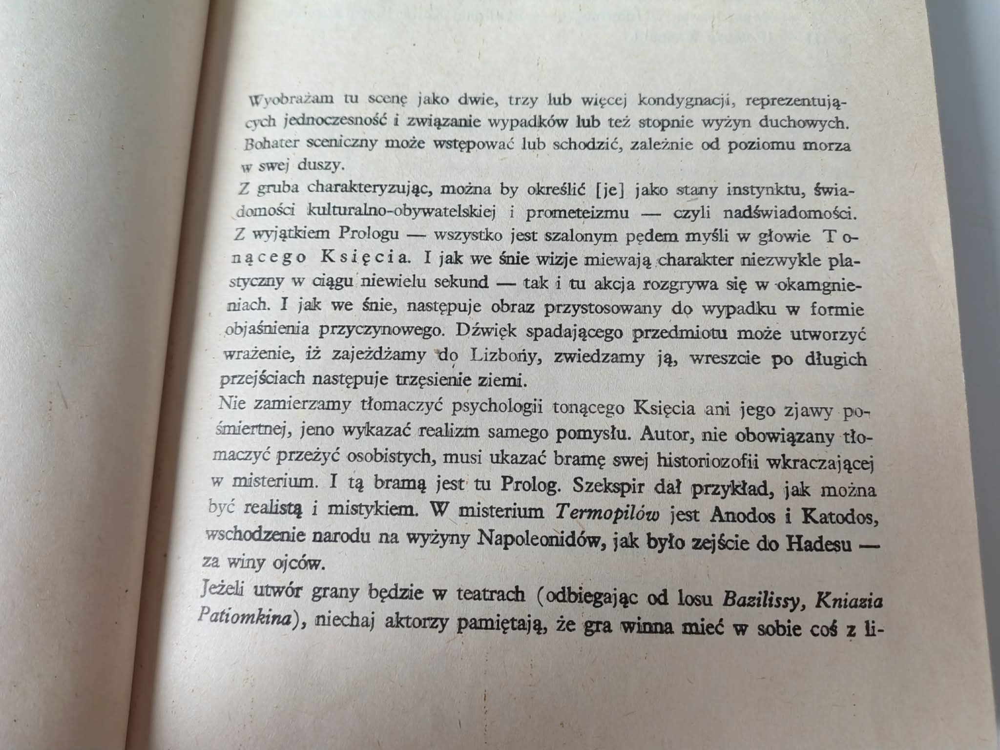 Wyobrażam tu scenę jako dwie, trzy lub więcej kondygnacji, reprezentują-
cych jednoczesność i związanie wypadków lub też stopnie wyżyn duchowych.
Bohater sceniczny może wstępować lub schodzić, zależnie od poziomu morza
w swej duszy.
Z gruba charakteryzując, można by określić [je] jako stany instynktu, świa-
domości kulturalno-obywatelskiej i prometeizmu — czyli nadświadomości.
Z wyjątkiem Prologu — wszystko jest szalonym pędem myśli w głowie T o-
n ą c e g o K s i ę c i a. I jak we śnie wizje miewają charakter niezwykle pla-
styczny w ciągu niewielu sekund — tak i tu akcja rozgrywa się w okamgnie-
niach. I jak we śnie, następuje obraz przystosowany do wypadku w formie
objaśnienia przyczynowego. Dźwięk spadającego przedmiotu może utworzyć
wrażenie, iż zajeżdżamy do Lizbony, zwiedzamy ją, wreszcie po długich
przejściach następuje trzęsienie ziemi.
Nie zamierzamy tłomaczyć psychologii tonącego Księcia ani jego zjawy po-
śmiertnej, jeno wykazać realizm samego pomysłu. Autor, nie obowiązany tło-
maczyć przeżyć osobistych, musi ukazać bramę swej historiozofii wkraczającej
w misterium. I tą bramą jest tu Prolog. Szekspir dał przykład, jak można
być realistą i mistykiem. W misterium Termopilów jest Anodos i Katodos,
wschodzenie narodu na wyżyny Napoleonidów, jak było zejście do Hadesu —
za winy ojców.
Jeżeli utwór grany będzie w teatrach (odbiegając od losu Bazilissy, Kniazia
Patiomkina), niechaj aktorzy pamiętają, że gra winna mieć w sobie coś z li-